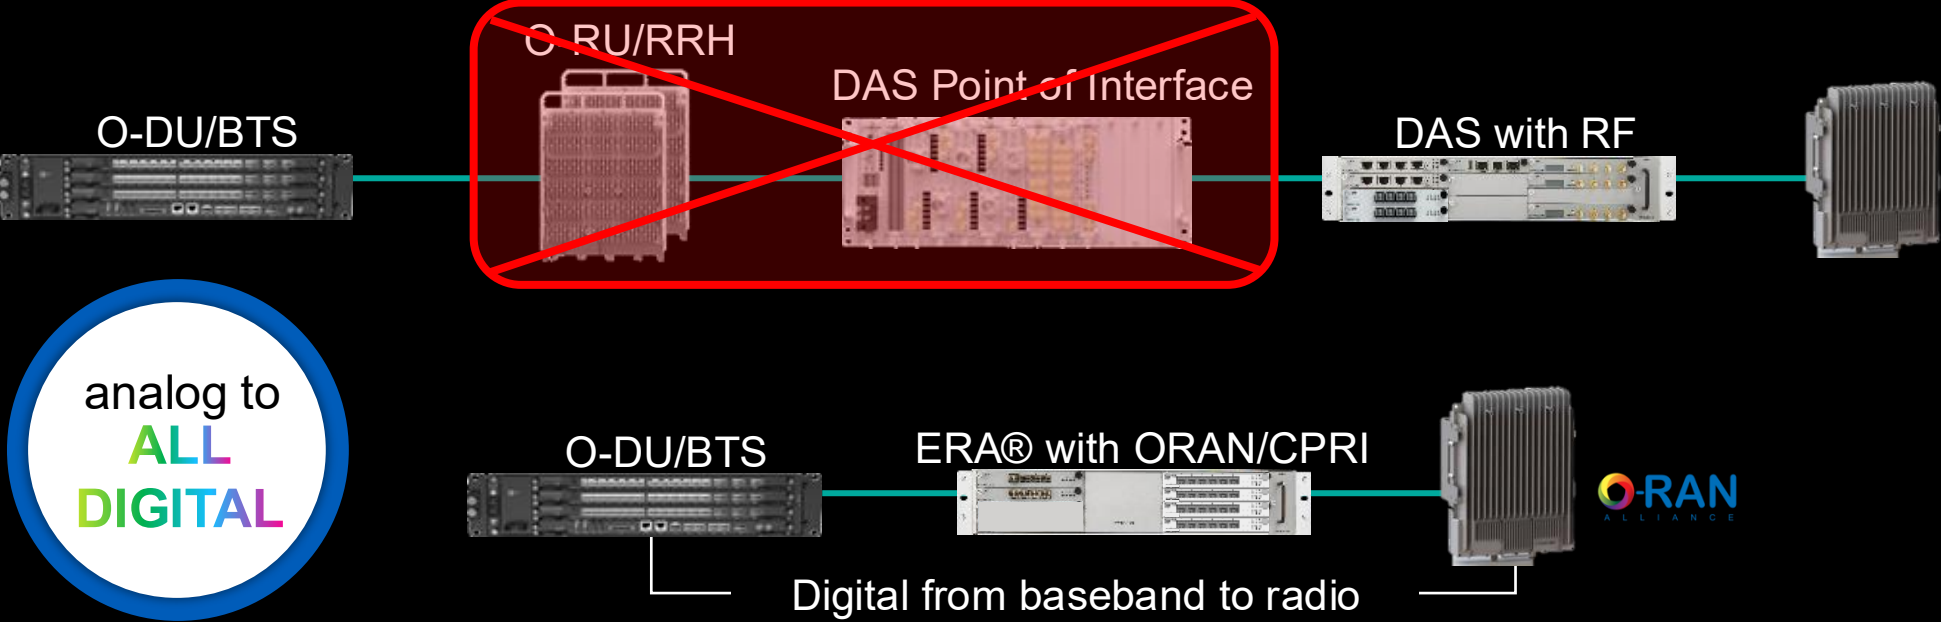 O-RU/RRH
DAS Point of Interface
O-DU/BTS
DAS with RF
analog to
ALL
DIGITAL
O-DU/BTS
ERA® with ORAN/CPRI
O-RAN
ALLIANCE
Digital from baseband to radio